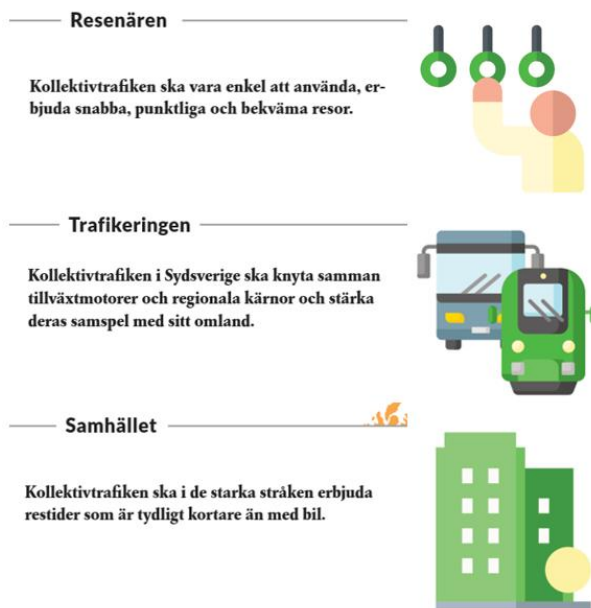 Resenären
Kollektivtrafiken ska vara enkel att använda, er-
bjuda snabba, punktliga och bekväma resor.
Trafikeringen
Kollektivtrafiken i Sydsverige ska knyta samman
tillväxtmotorer och regionala kärnor och stärka
deras samspel med sitt omland.
Samhället
Kollektivtrafiken ska i de starka stråken erbjuda
restider som är tydligt kortare än med bil.